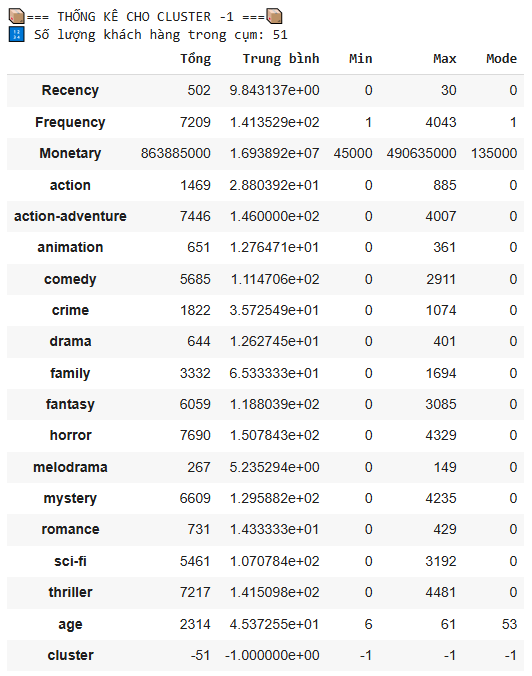 === THỐNG KÊ CHO CLUSTER -1 ===
Số lượng khách hàng trong cụm: 51
Tổng Trung bình Min Max Mode
Recency 502 9.843137e+00 0 30 0
Frequency 7209 1.413529e+02 1 4043 1
Monetary 863885000 1.693892e+07 45000 490635000 135000
action 1469 2.880392e+01 0 885 0
action-adventure 7446 1.460000e+02 0 4007 0
animation 651 1.276471e+01 0 361 0
comedy 5685 1.114706e+02 0 2911 0
crime 1822 3.572549e+01 0 1074 0
drama 644 1.262745e+01 0 401 0
family 3332 6.533333e+01 0 1694 0
fantasy 6059 1.188039e+02 0 3085 0
horror 7690 1.507843e+02 0 4329 0
melodrama 267 5.235294e+00 0 149 0
mystery 6609 1.295882e+02 0 4235 0
romance 731 1.433333e+01 0 429 0
sci-fi 5461 1.070784e+02 0 3192 0
thriller 7217 1.415098e+02 0 4481 0
age 2314 4.537255e+01 6 61 53
cluster -51 -1.000000e+00 -1 -1 -1